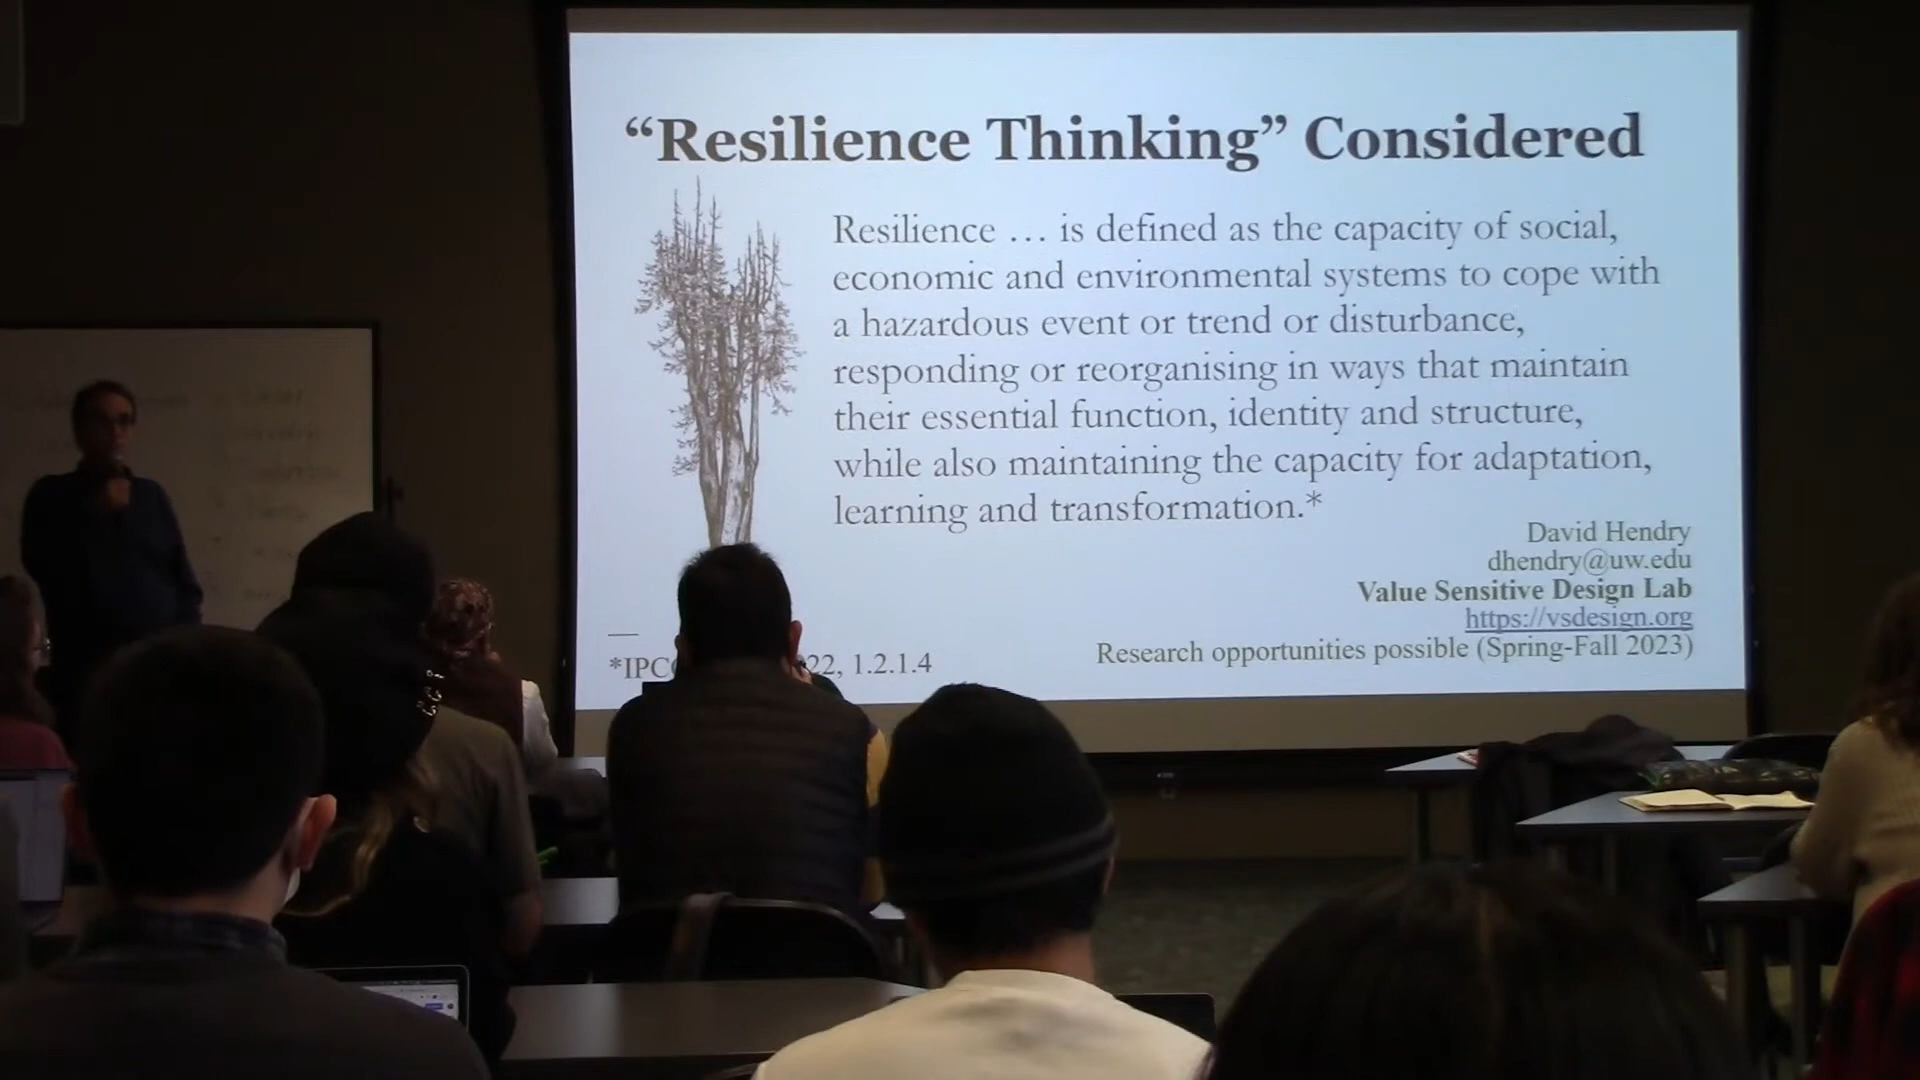 “Resilience Thinking” Considered
Resilience … is defined as the capacity of social,
economic and environmental systems to cope with
a hazardous event or trend or disturbance,
responding or reorganising in ways that maintain
their essential function, identity and structure,
while also maintaining the capacity for adaptation,
learning and transformation.*
David Hendry
dhendry@uw.edu
Value Sensitive Design Lab
https://vsdesign.org
Research opportunities possible (Spring-Fall 2023)
22, 1.2.1.4